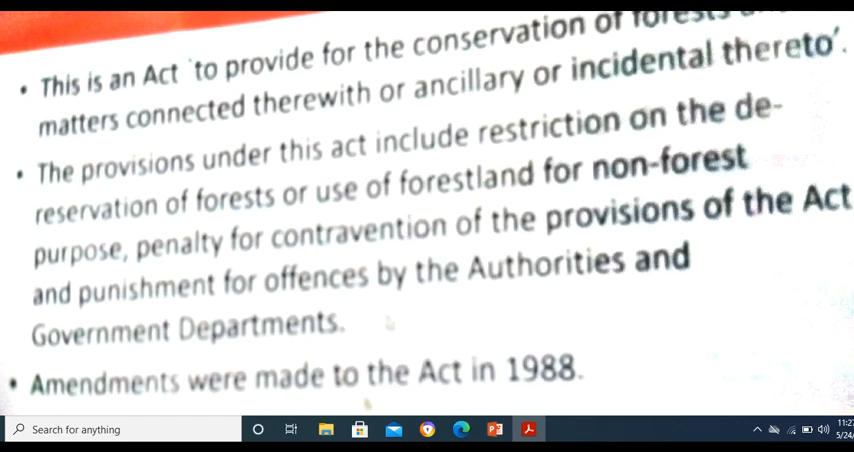 • This is an Act 'to provide for the conservation of forests
matters connected therewith or ancillary or incidental thereto'.
• The provisions under this act include restriction on the de-
reservation of forests or use of forestland for non-forest
purpose, penalty for contravention of the provisions of the Act
and punishment for offences by the Authorities and
Government Departments.
• Amendments were made to the Act in 1988.
Search for anything
11:27
5/24/